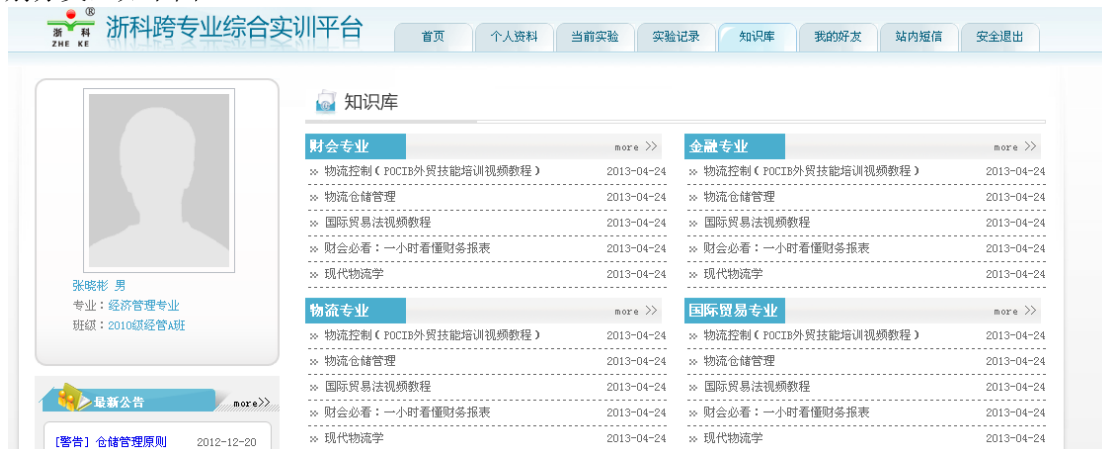 浙科 ZHE KE ® 浙科跨专业综合实训平台
首页 个人资料 当前实验 实验记录 知识库 我的好友 站内短信 安全退出
张晓彬 男
专业：经济管理专业
班级：2010级经管A班
最新公告 more>>
[警告] 仓储管理原则 2012-12-20
知识库
财会专业 more >>
» 物流控制（POCIB外贸技能培训视频教程） 2013-04-24
» 物流仓储管理 2013-04-24
» 国际贸易法视频教程 2013-04-24
» 财会必看：一小时看懂财务报表 2013-04-24
» 现代物流学 2013-04-24
金融专业 more >>
» 物流控制（POCIB外贸技能培训视频教程） 2013-04-24
» 物流仓储管理 2013-04-24
» 国际贸易法视频教程 2013-04-24
» 财会必看：一小时看懂财务报表 2013-04-24
» 现代物流学 2013-04-24
物流专业 more >>
» 物流控制（POCIB外贸技能培训视频教程） 2013-04-24
» 物流仓储管理 2013-04-24
» 国际贸易法视频教程 2013-04-24
» 财会必看：一小时看懂财务报表 2013-04-24
» 现代物流学 2013-04-24
国际贸易专业 more >>
» 物流控制（POCIB外贸技能培训视频教程） 2013-04-24
» 物流仓储管理 2013-04-24
» 国际贸易法视频教程 2013-04-24
» 财会必看：一小时看懂财务报表 2013-04-24
» 现代物流学 2013-04-24